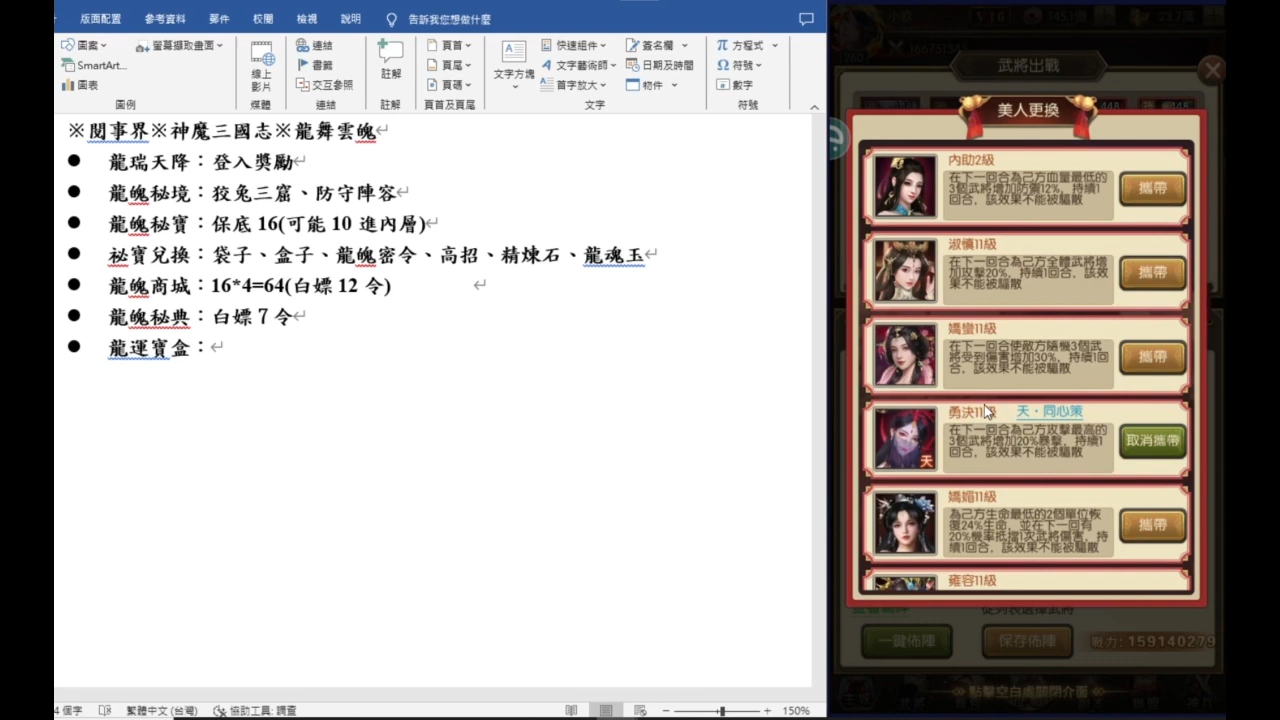 版面配置 參考資料 郵件 校閱 檢視 說明 告訴我您想做什麼
圖案 螢幕擷取畫面
SmartArt...
圖表
圖例
線上影片
媒體
連結
書籤
交互參照
連結
註解
註解
頁首
頁尾
頁碼
頁首及頁尾
文字方塊
快速組件
文字藝術師
首字放大
簽名欄
日期及時間
物件
文字
方程式
符號
數字
符號
※閱事界※神魔三國志※龍舞雲魄
● 龍瑞天降：登入獎勵
● 龍魄秘境：狡兔三窟、防守陣容
● 龍魄秘寶：保底 16(可能 10 進內層)
● 祕寶兌換：袋子、盒子、龍魄密令、高招、精煉石、龍魂玉
● 龍魄商城：16*4=64(白嫖 12 令)
● 龍魄秘典：白嫖 7 令
● 龍運寶盒：
繁體中文 (台灣) 協助工具: 調查
150%
武將出戰
美人更換
內助2級
在下一回合為己方血量最低的
3個武將增加防禦12%，持續1
回合，該效果不能被驅散
攜帶
淑慎11級
在下一回合為己方全體武將增
加攻擊20%，持續1回合，該效
果不能被驅散
攜帶
嬌蠻11級
在下一回合使敵方隨機3個武
將受到傷害增加30%，持續1回
合，該效果不能被驅散
攜帶
勇決11級 天・同心策
在下一回合為己方攻擊最高的
3個武將增加20%暴擊，持續1
回合，該效果不能被驅散
天
取消攜帶
嬌媚11級
為己方生命最低的2個單位恢
復24%生命，並在下一回有
20%機率抵擋1次武將傷害，持
續1回合，該效果不能被驅散
攜帶
雍容11級
一鍵佈陣 保存佈陣 戰力: 159140279
點擊空白處關閉介面